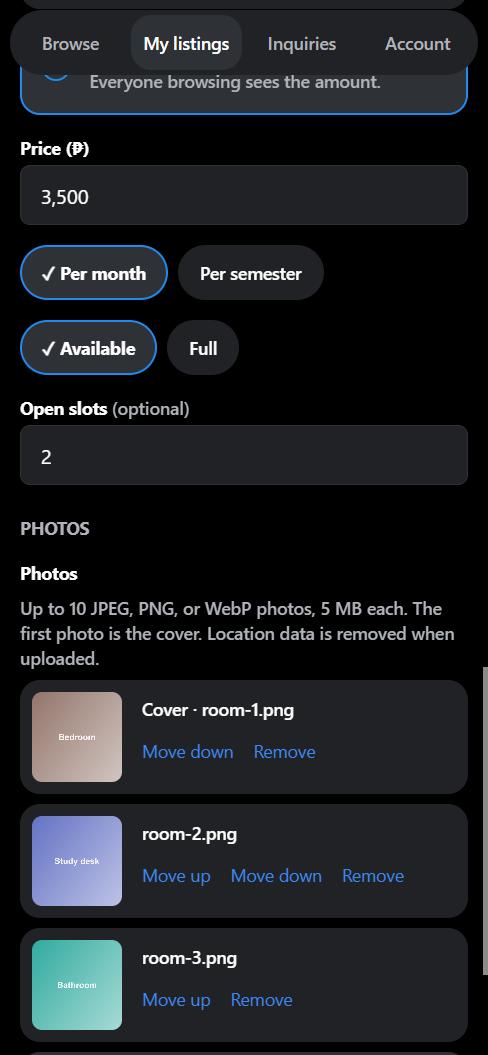 Browse
My listings
Inquiries
Account
Everyone browsing sees the amount.
Price (₱)
3,500
✓ Per month
Per semester
✓ Available
Full
Open slots (optional)
2
PHOTOS
Photos
Up to 10 JPEG, PNG, or WebP photos, 5 MB each. The
first photo is the cover. Location data is removed when
uploaded.
Bedroom
Cover · room-1.png
Move down
Remove
Study desk
room-2.png
Move up
Move down
Remove
Bathroom
room-3.png
Move up
Remove